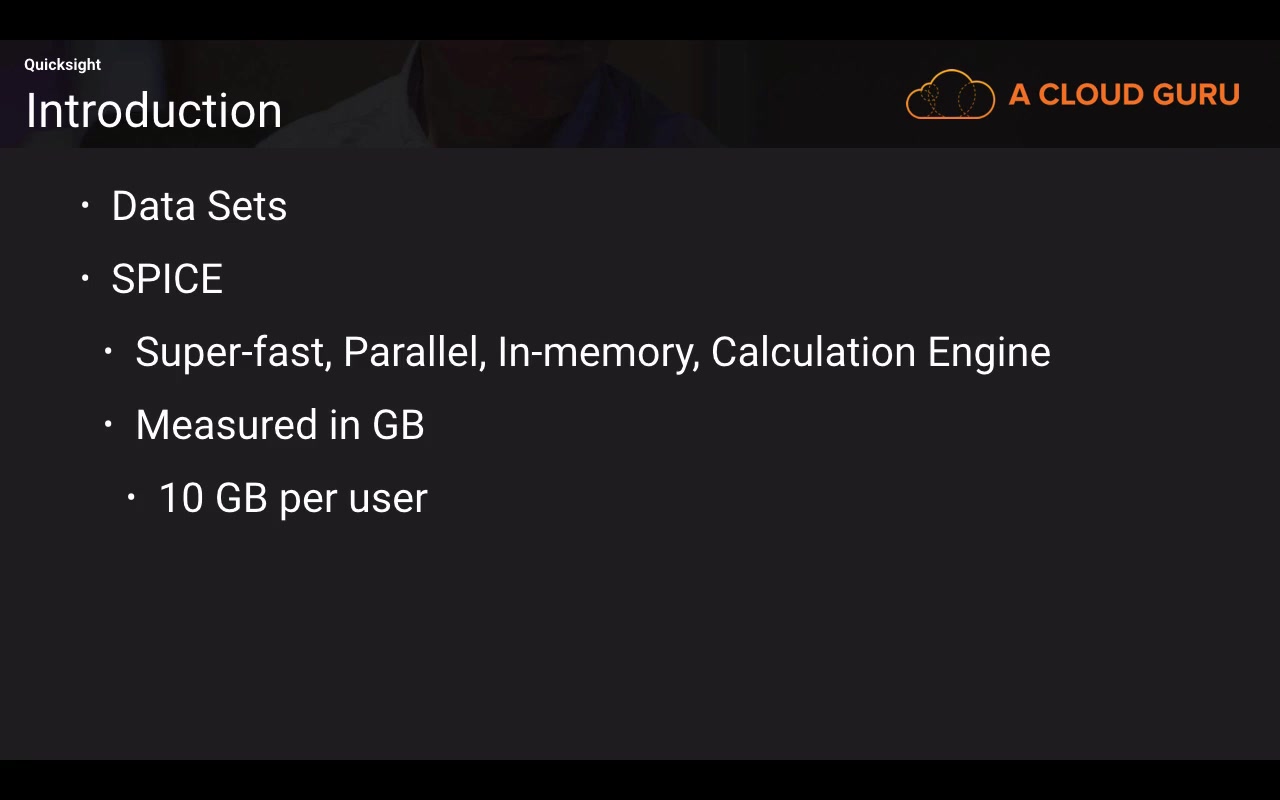 Quicksight
Introduction
A CLOUD GURU
• Data Sets
• SPICE
• Super-fast, Parallel, In-memory, Calculation Engine
• Measured in GB
• 10 GB per user